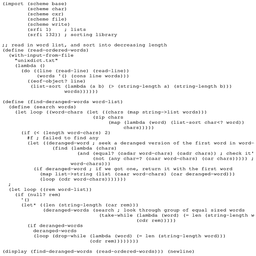 (import (scheme base)
(scheme char)
(scheme cxr)
(scheme file)
(scheme write)
(srfi 1) ; lists
(srfi 132)) ; sorting library
;; read in word list, and sort into decreasing length
(define (read-ordered-words)
(with-input-from-file
"unixdict.txt"
(lambda ()
(do ((line (read-line) (read-line))
(words '() (cons line words)))
((eof-object? line)
(list-sort (lambda (a b) (> (string-length a) (string-length b)))
words))))))
(define (find-deranged-words word-list)
(define (search words)
(let loop ((word-chars (let ((chars (map string->list words)))
(zip chars
(map (lambda (word) (list-sort char<? word))
chars)))))
(if (< (length word-chars) 2)
#f ; failed to find any
(let ((deranged-word ; seek a deranged version of the first word in word-
(find (lambda (chars)
(and (equal? (cadar word-chars) (cadr chars)) ; check it'
(not (any char=? (caar word-chars) (car chars))))) ;
word-chars)))
(if deranged-word ; if we got one, return it with the first word
(map list->string (list (caar word-chars) (car deranged-word)))
(loop (cdr word-chars)))))))
;
(let loop ((rem word-list))
(if (null? rem)
'()
(let* ((len (string-length (car rem)))
(deranged-words (search ; look through group of equal sized words
(take-while (lambda (word) (= len (string-length w
(cdr rem)))))
(if deranged-words
deranged-words
(loop (drop-while (lambda (word) (= len (string-length word)))
(cdr rem)))))))
(display (find-deranged-words (read-ordered-words))) (newline)